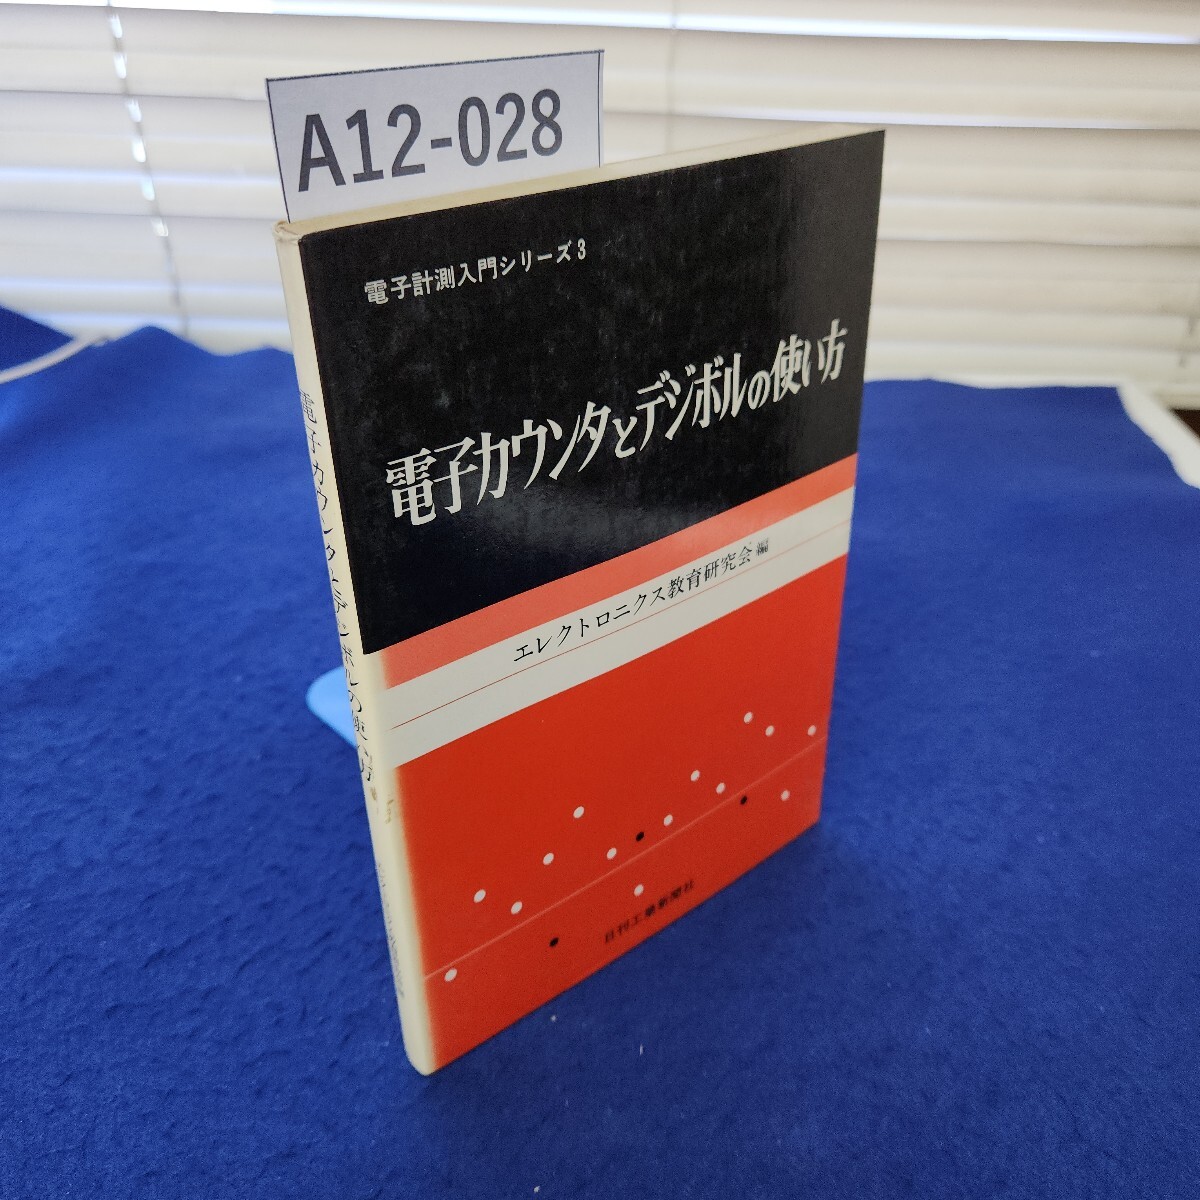 A12-028
電子計測入門シリーズ3
電子カウンタとデジボルの使い方
エレクトロニクス教育研究会 編
日刊工業新聞社
電子カウンタとデジボルの使い方